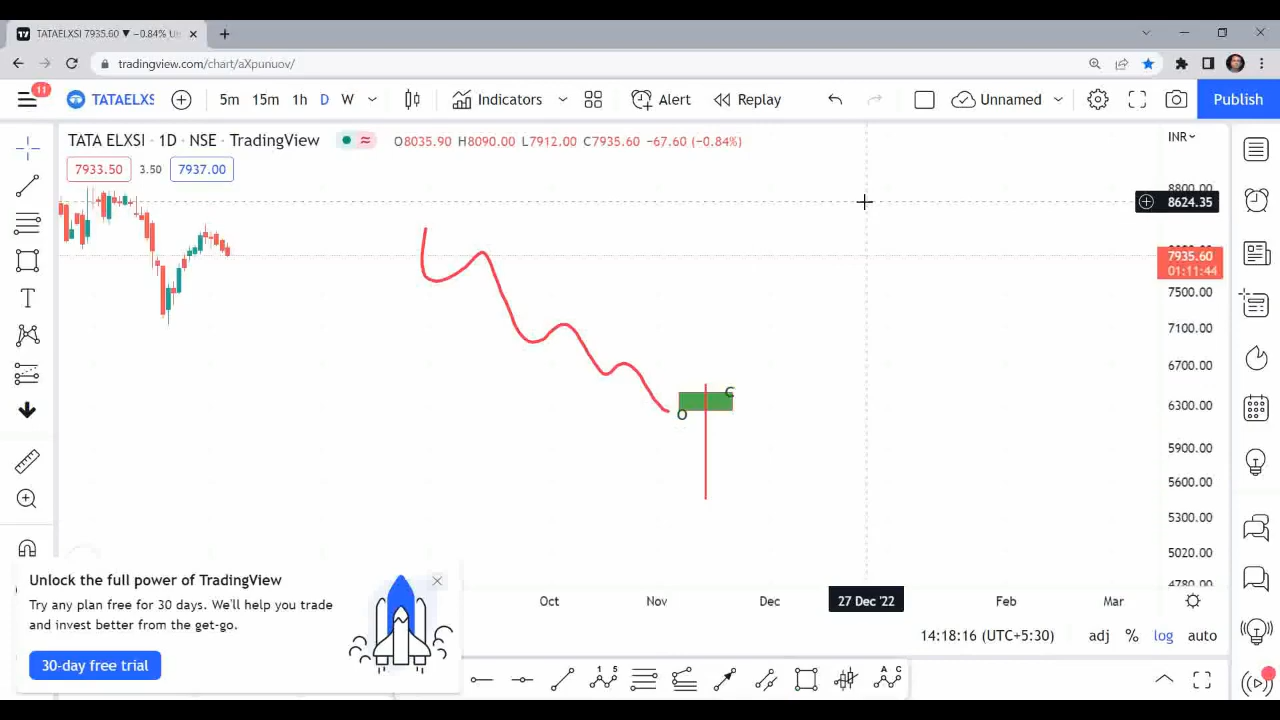 TATAELXSI 7935.60 ▼ −0.84% Un
tradingview.com/chart/aXpunuov/
11
TATAELXS
5m 15m 1h D W
Indicators
Alert
Replay
Unnamed
Publish
TATA ELXSI · 1D · NSE · TradingView
O8035.90 H8090.00 L7912.00 C7935.60 −67.60 (−0.84%)
INR
7933.50 3.50 7937.00
8800.00
8624.35
7935.60
01:11:44
7500.00
7100.00
6700.00
6300.00
5900.00
5600.00
5300.00
5020.00
4780.00
C
O
Unlock the full power of TradingView
Try any plan free for 30 days. We'll help you trade
and invest better from the get-go.
30-day free trial
Oct Nov Dec 27 Dec '22 Feb Mar
14:18:16 (UTC+5:30) adj % log auto
1 5
A C